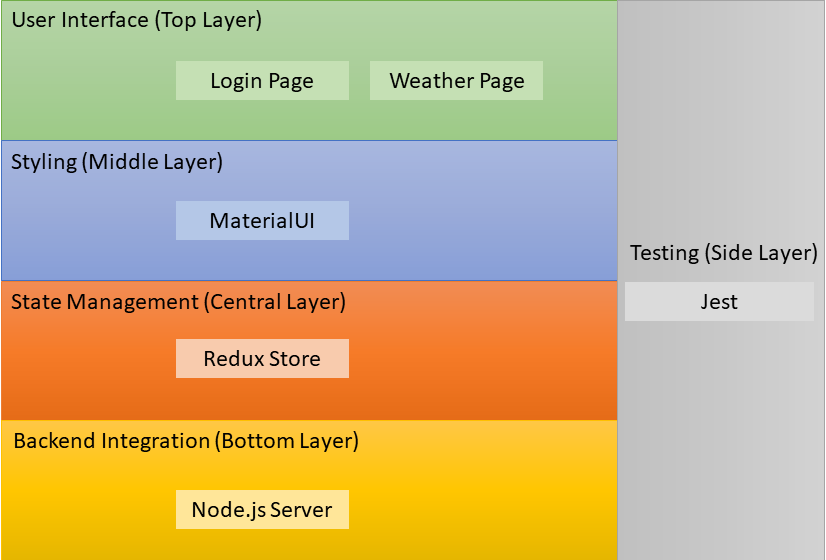 User Interface (Top Layer)
Login Page
Weather Page
Styling (Middle Layer)
MaterialUI
State Management (Central Layer)
Redux Store
Backend Integration (Bottom Layer)
Node.js Server
Testing (Side Layer)
Jest